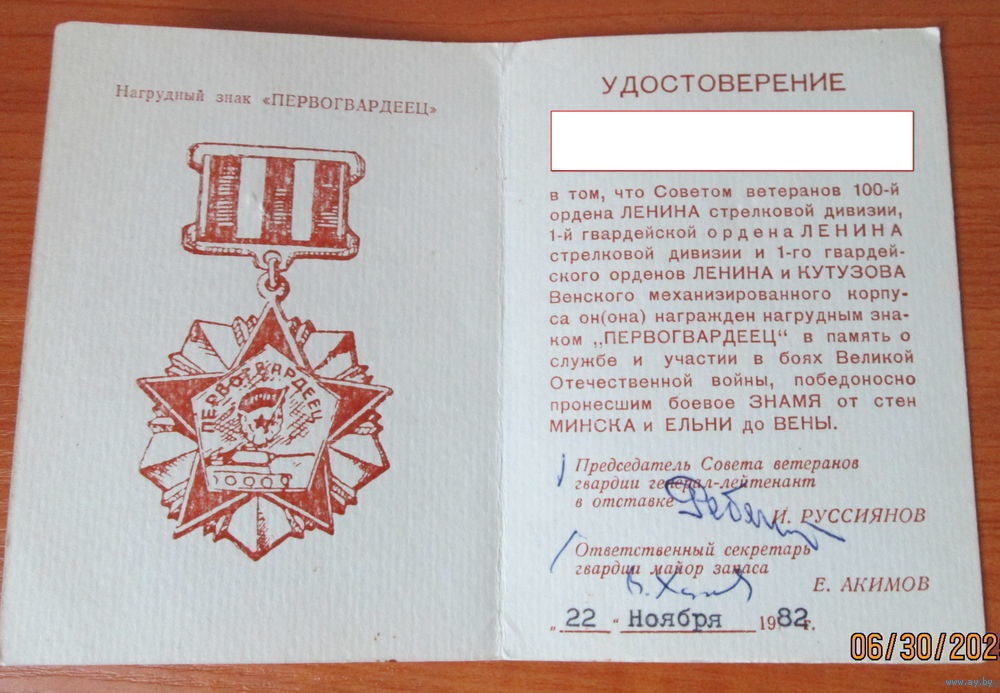 Нагрудный знак «ПЕРВОГВАРДЕЕЦ»
ПЕРВОГВАРДЕЕЦ
УДОСТОВЕРЕНИЕ
в том, что Советом ветеранов 100-й
ордена ЛЕНИНА стрелковой дивизии,
1-й гвардейской ордена ЛЕНИНА
стрелковой дивизии и 1-го гвардей-
ского орденов ЛЕНИНА и КУТУЗОВА
Венского механизированного корпу-
са он(она) награжден нагрудным зна-
ком „ПЕРВОГВАРДЕЕЦ“ в память о
службе и участии в боях Великой
Отечественной войны, победоносно
пронесшим боевое ЗНАМЯ от стен
МИНСКА и ЕЛЬНИ до ВЕНЫ.
Председатель Совета ветеранов
гвардии генерал-лейтенант
в отставке
И. РУССИЯНОВ
Ответственный секретарь
гвардии майор запаса
Е. АКИМОВ
„22“ Ноября 1982 г.
06/30/202
www.ay.by